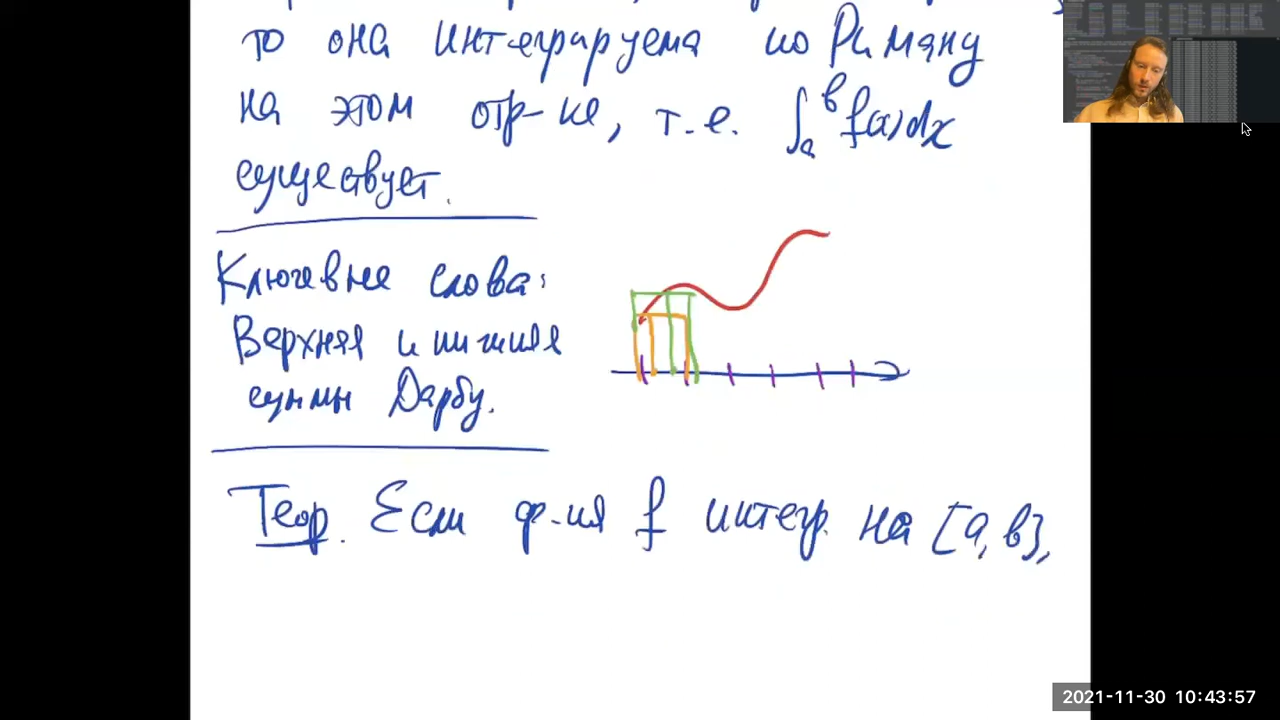 то она интегрируема по Риману
на этом отр-ке, т.е. ∫ₐᵇ f(x)dx
существует.
Ключевые слова:
Верхняя и нижняя
суммы Дарбу.
Теор. Если ф-ия f интегр. на [a, b],
2021-11-30 10:43:57